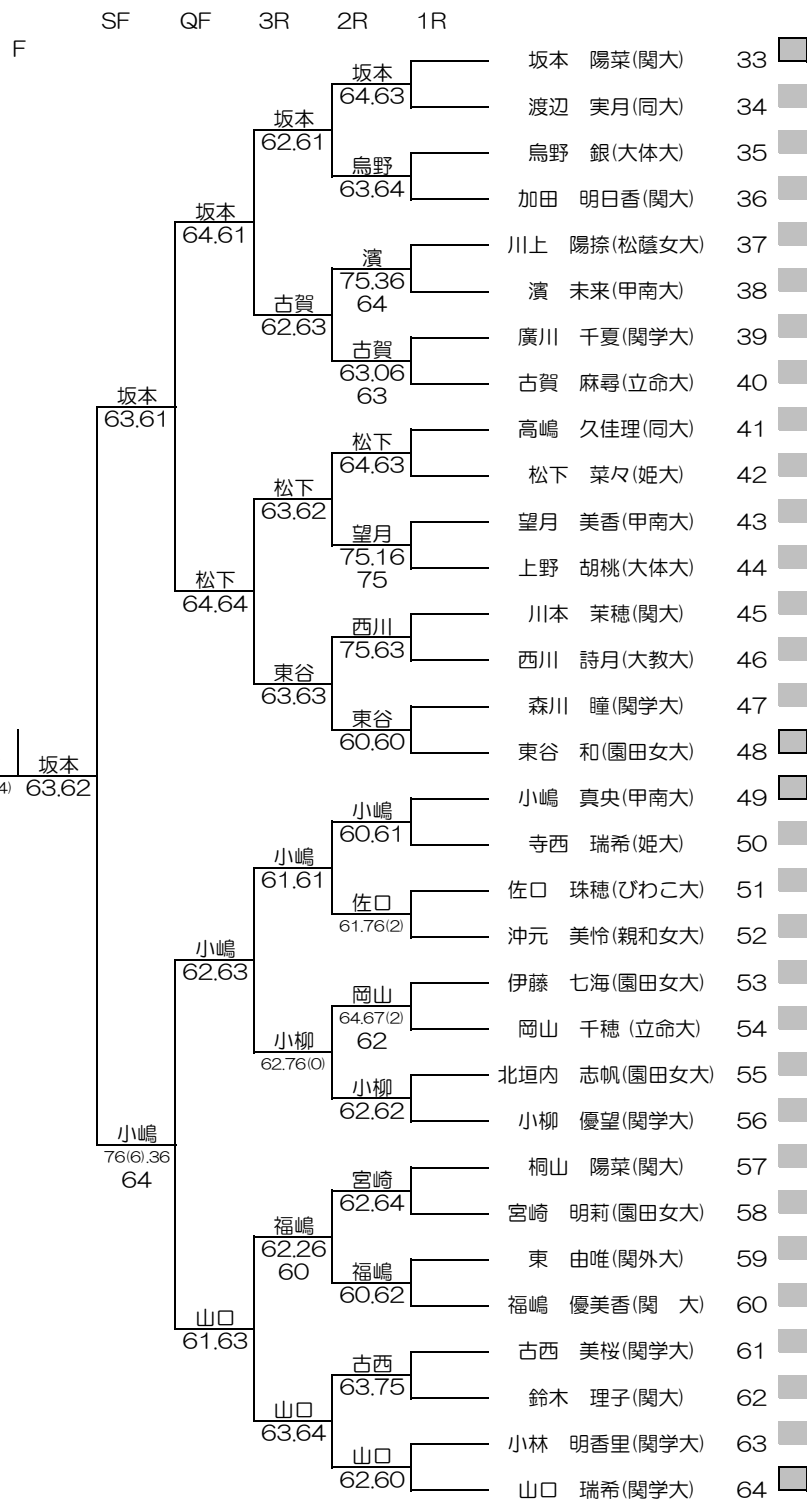 SF QF 3R 2R 1R
F
坂本 陽菜(関大) 33
坂本
64.63
渡辺 実月(同大) 34
坂本
62.61
烏野 銀(大体大) 35
烏野
63.64
加田 明日香(関大) 36
坂本
64.61
川上 陽捺(松蔭女大) 37
濱
75.36
64
濱 未来(甲南大) 38
古賀
62.63
廣川 千夏(関学大) 39
古賀
63.06
63
古賀 麻尋(立命大) 40
坂本
63.61
高嶋 久佳理(同大) 41
松下
64.63
松下 菜々(姫大) 42
松下
63.62
望月 美香(甲南大) 43
望月
75.16
75
上野 胡桃(大体大) 44
松下
64.64
川本 茉穂(関大) 45
西川
75.63
西川 詩月(大教大) 46
東谷
63.63
森川 瞳(関学大) 47
東谷
60.60
東谷 和(園田女大) 48
坂本
4) 63.62
小嶋 真央(甲南大) 49
小嶋
60.61
寺西 瑞希(姫大) 50
小嶋
61.61
佐口 珠穂(びわこ大) 51
佐口
61.76(2)
沖元 美怜(親和女大) 52
小嶋
62.63
伊藤 七海(園田女大) 53
岡山
64.67(2)
62
岡山 千穂 (立命大) 54
小柳
62.76(0)
北垣内 志帆(園田女大) 55
小柳
62.62
小柳 優望(関学大) 56
小嶋
76(6).36
64
桐山 陽菜(関大) 57
宮崎
62.64
宮崎 明莉(園田女大) 58
福嶋
62.26
60
東 由唯(関外大) 59
福嶋
60.62
福嶋 優美香(関 大) 60
山口
61.63
古西 美桜(関学大) 61
古西
63.75
鈴木 理子(関大) 62
山口
63.64
小林 明香里(関学大) 63
山口
62.60
山口 瑞希(関学大) 64